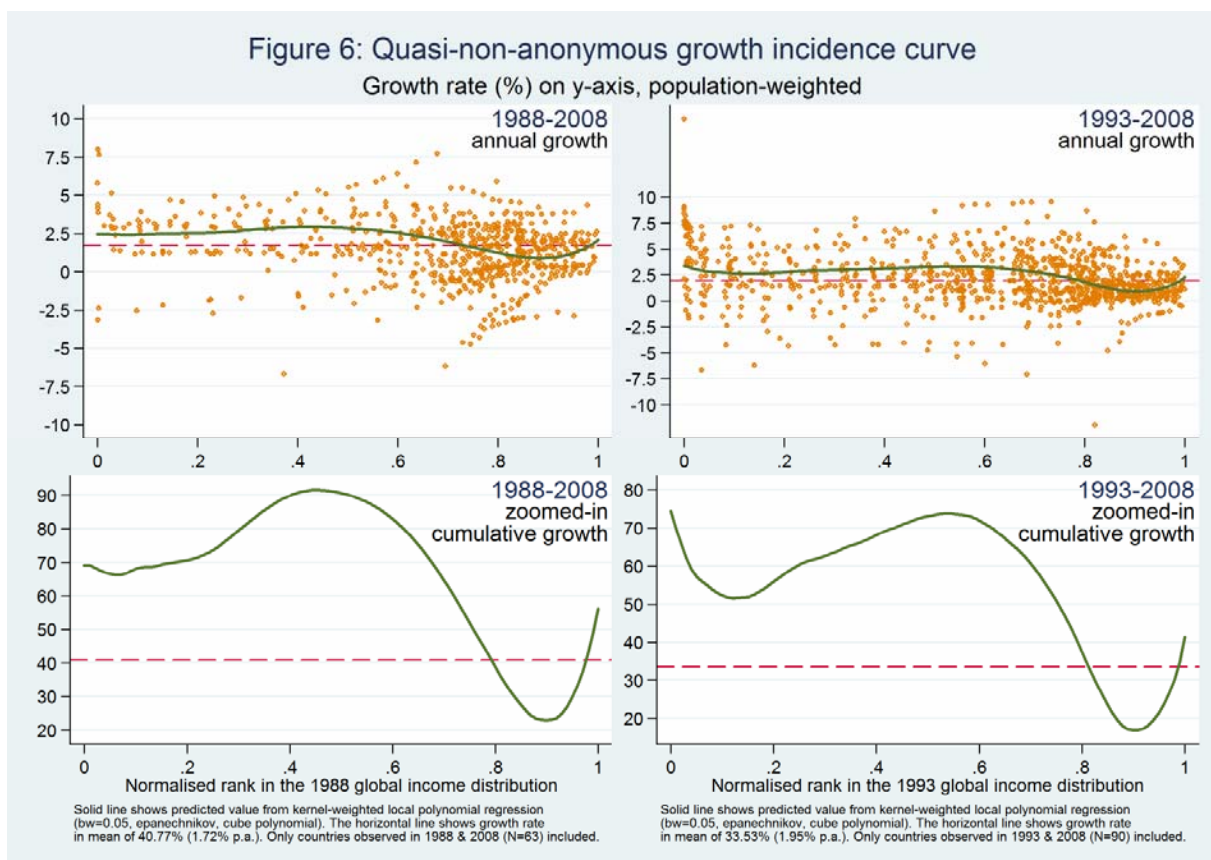 Figure 6: Quasi-non-anonymous growth incidence curve
Growth rate (%) on y-axis, population-weighted
1988-2008
annual growth
10
7.5
5
2.5
0
-2.5
-5
-7.5
-10
0 .2 .4 .6 .8 1
1993-2008
annual growth
10
7.5
5
2.5
0
-2.5
-5
-7.5
-10
0 .2 .4 .6 .8 1
1988-2008
zoomed-in
cumulative growth
90
80
70
60
50
40
30
20
0 .2 .4 .6 .8 1
Normalised rank in the 1988 global income distribution
Solid line shows predicted value from kernel-weighted local polynomial regression
(bw=0.05, epanechnikov, cube polynomial). The horizontal line shows growth rate
in mean of 40.77% (1.72% p.a.). Only countries observed in 1988 & 2008 (N=63) included.
1993-2008
zoomed-in
cumulative growth
80
70
60
50
40
30
20
0 .2 .4 .6 .8 1
Normalised rank in the 1993 global income distribution
Solid line shows predicted value from kernel-weighted local polynomial regression
(bw=0.05, epanechnikov, cube polynomial). The horizontal line shows growth rate
in mean of 33.53% (1.95% p.a.). Only countries observed in 1993 & 2008 (N=90) included.